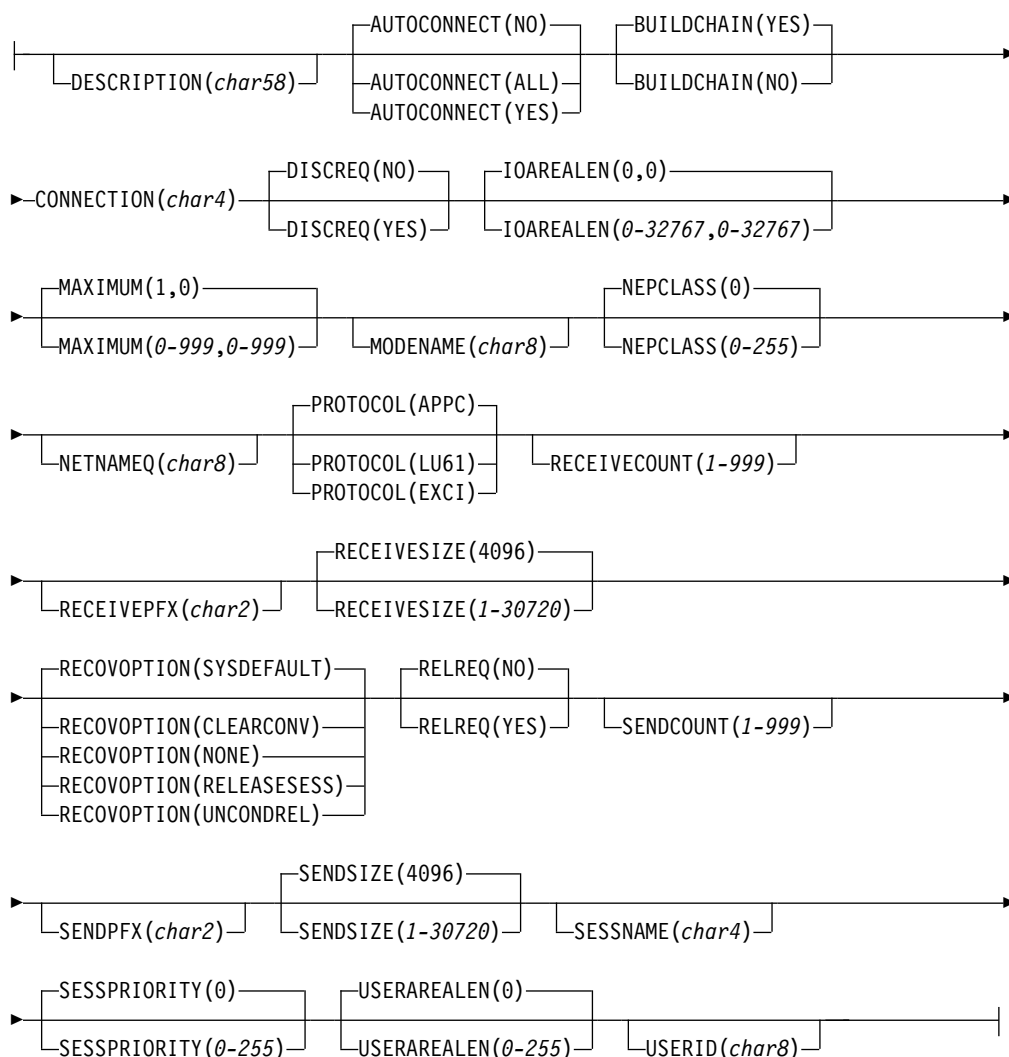 AUTOCONNECT(NO) BUILDCHAIN(YES)
DESCRIPTION(char58) AUTOCONNECT(ALL) BUILDCHAIN(NO)
AUTOCONNECT(YES)
DISCREQ(NO) IOAREALEN(0,0)
CONNECTION(char4)
DISCREQ(YES) IOAREALEN(0-32767,0-32767)
MAXIMUM(1,0) NEPCLASS(0)
MAXIMUM(0-999,0-999) MODENAME(char8) NEPCLASS(0-255)
PROTOCOL(APPC)
NETNAMEQ(char8) PROTOCOL(LU61) RECEIVECOUNT(1-999)
PROTOCOL(EXCI)
RECEIVESIZE(4096)
RECEIVEPFX(char2) RECEIVESIZE(1-30720)
RECOVOPTION(SYSDEFAULT) RELREQ(NO)
RECOVOPTION(CLEARCONV) RELREQ(YES) SENDCOUNT(1-999)
RECOVOPTION(NONE)
RECOVOPTION(RELEASESESS)
RECOVOPTION(UNCONDREL)
SENDSIZE(4096)
SENDPFX(char2) SENDSIZE(1-30720) SESSNAME(char4)
SESSPRIORITY(0) USERAREALEN(0)
SESSPRIORITY(0-255) USERAREALEN(0-255) USERID(char8)